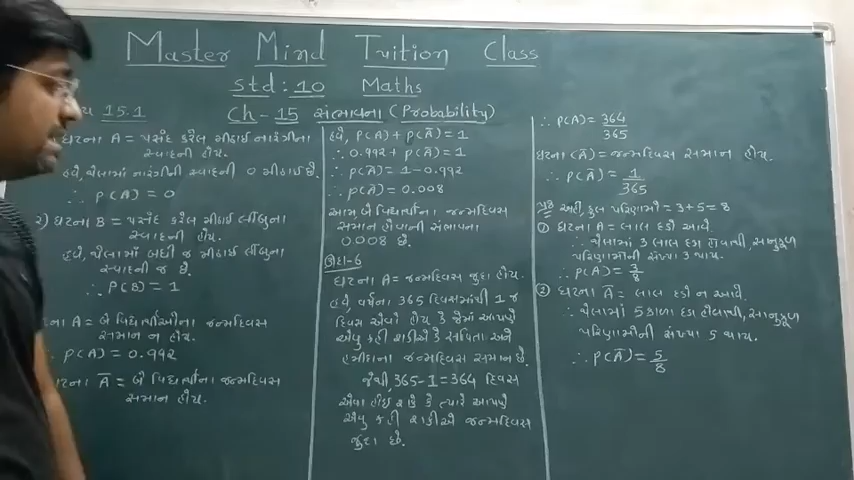 Master Mind Tuition Class
std : 10 Maths
Ch - 15 સંભાવના (Probability)
15.1
ઘટના A = પસંદ કરેલ મીઠાઈ નારંગીના
સ્વાદની હોય.
હવે, થેલામાં નારંગીની સ્વાદની 0 મીઠાઈ છે.
∴ P(A) = 0
૨) ઘટના B = પસંદ કરેલ મીઠાઈ લીંબુના
સ્વાદની હોય.
હવે, થેલામાં બધી જ મીઠાઈ લીંબુના
સ્વાદની જ છે.
∴ P(B) = 1
A = બે વિદ્યાર્થીઓના જન્મદિવસ
સમાન ન હોય.
P(A) = 0.992
A̅ = બે વિદ્યાર્થીના જન્મદિવસ
સમાન હોય.
હવે, P(A) + P(A̅) = 1
∴ 0.992 + P(A̅) = 1
∴ P(A̅) = 1 - 0.992
∴ P(A̅) = 0.008
આમ, બે વિદ્યાર્થીના જન્મદિવસ
સમાન હોવાની સંભાવના
0.008 છે.
ઉદા-6
ઘટના A = જન્મદિવસ જુદા હોય.
હવે, વર્ષના 365 દિવસમાંથી 1 જ
દિવસ એવો હોય કે જેમાં આપણે
એવું કહી શકીએ કે સવિતા અને
હમીદાના જન્મદિવસ સમાન છે.
જેથી, 365-1 = 364 દિવસ
એવા હોઈ શકે કે ત્યારે આપણે
એવું કહી શકીએ જન્મદિવસ
જુદા છે.
∴ P(A) = 364/365
ઘટના (A̅) = જન્મદિવસ સમાન હોય.
∴ P(A̅) = 1/365
અહીં, કુલ પરિણામો = 3+5 = 8
① ઘટના A = લાલ દડો આવે.
∴ થેલામાં 3 લાલ દડા હોવાથી, સાનુકૂળ
પરિણામોની સંખ્યા 3 થાય.
∴ P(A) = 3/8
② ઘટના A̅ = લાલ દડો ન આવે.
∴ થેલામાં 5 કાળા દડા હોવાથી, સાનુકૂળ
પરિણામોની સંખ્યા 5 થાય.
∴ P(A̅) = 5/8